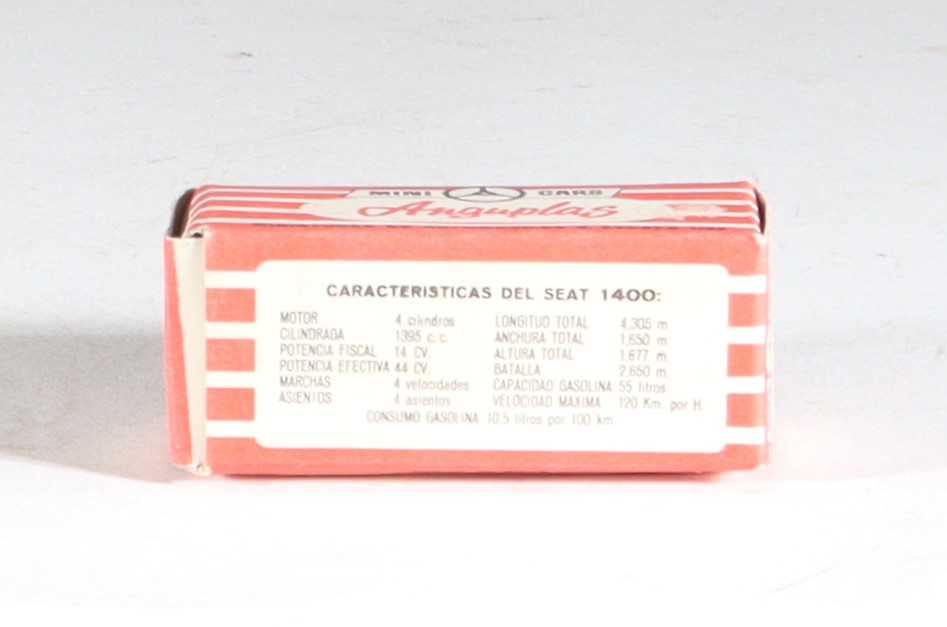 MINI CARS
Anguplas
CARACTERISTICAS DEL SEAT 1400:
MOTOR 4 cilindros LONGITUD TOTAL 4,305 m.
CILINDRADA 1395 c. c. ANCHURA TOTAL 1,650 m.
POTENCIA FISCAL 14 CV. ALTURA TOTAL 1,677 m.
POTENCIA EFECTIVA 44 CV. BATALLA 2,650 m.
MARCHAS 4 velocidades CAPACIDAD GASOLINA 55 litros
ASIENTOS 4 asientos VELOCIDAD MAXIMA 120 Km. por H.
CONSUMO GASOLINA 10,5 litros por 100 km